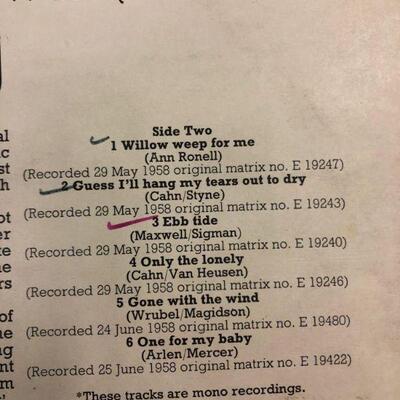 Side Two
1 Willow weep for me
(Ann Ronell)
(Recorded 29 May 1958 original matrix no. E 19247)
2 Guess I'll hang my tears out to dry
(Cahn/Styne)
(Recorded 29 May 1958 original matrix no. E 19243)
3 Ebb tide
(Maxwell/Sigman)
(Recorded 29 May 1958 original matrix no. E 19240)
4 Only the lonely
(Cahn/Van Heusen)
(Recorded 29 May 1958 original matrix no. E 19246)
5 Gone with the wind
(Wrubel/Magidson)
(Recorded 24 June 1958 original matrix no. E 19480)
6 One for my baby
(Arlen/Mercer)
(Recorded 25 June 1958 original matrix no. E 19422)
*These tracks are mono recordings.